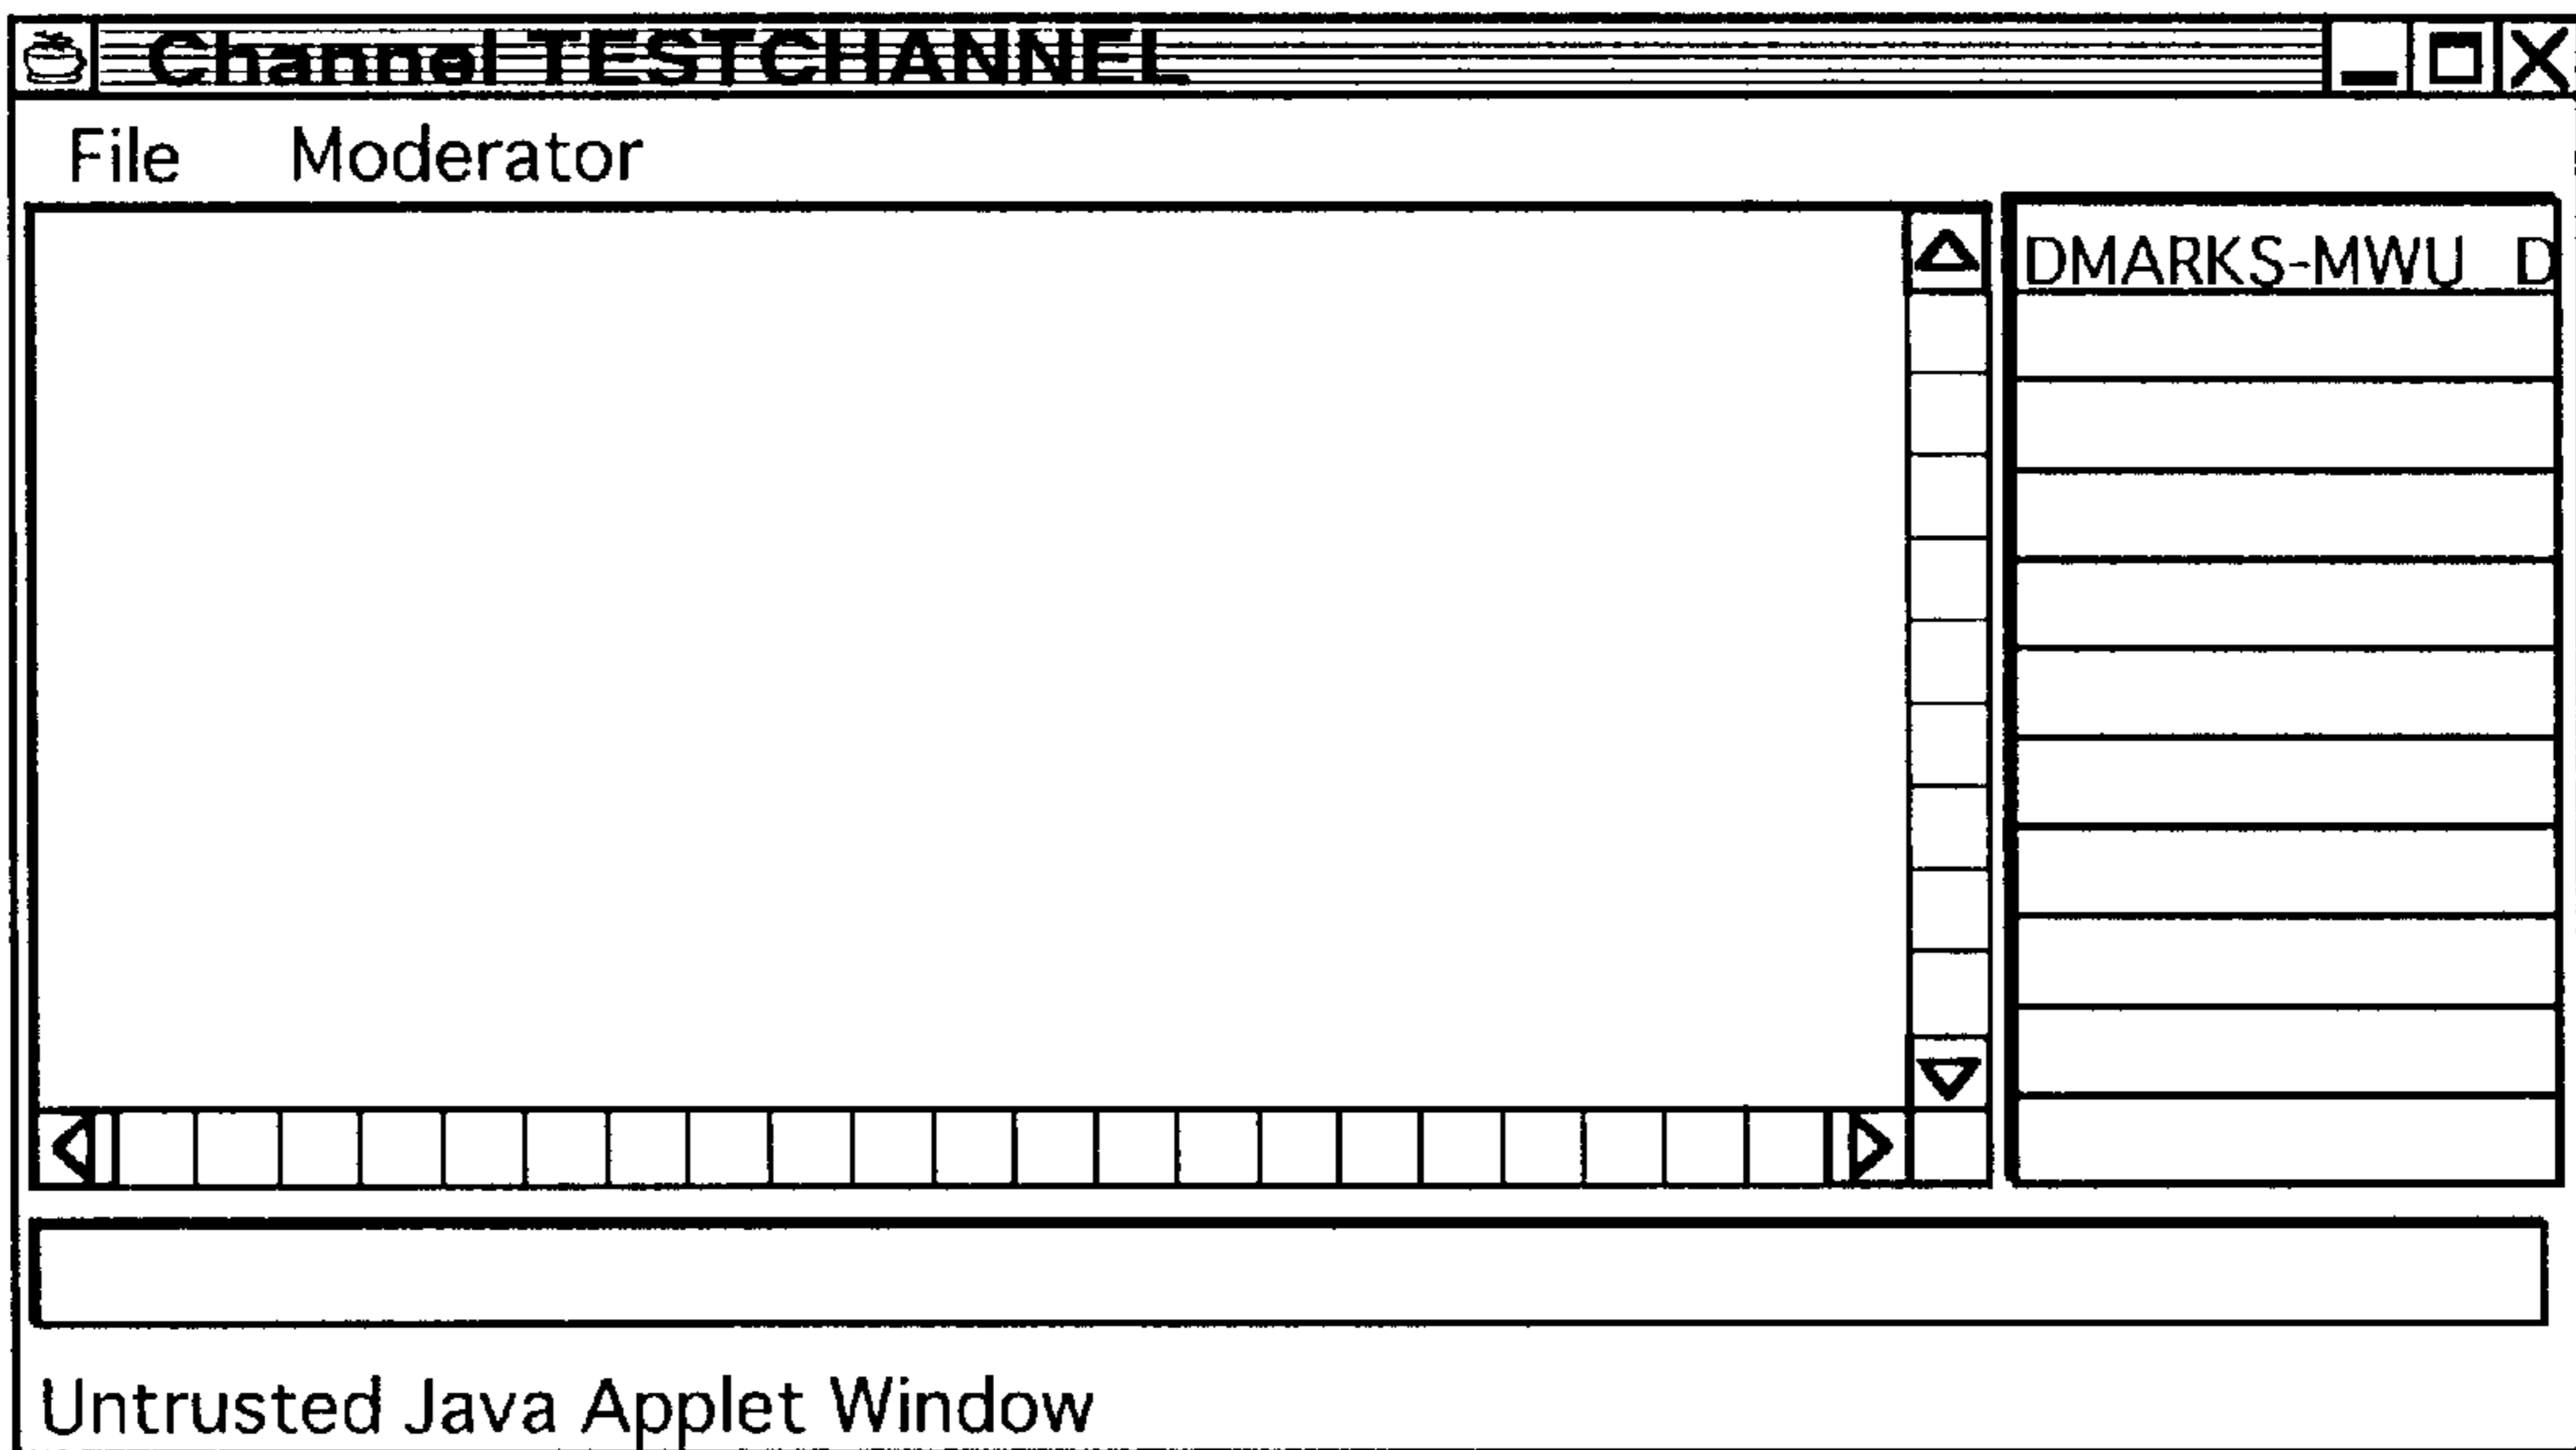 Channel TESTCHANNEL
File Moderator
DMARKS-MWU D
Untrusted Java Applet Window